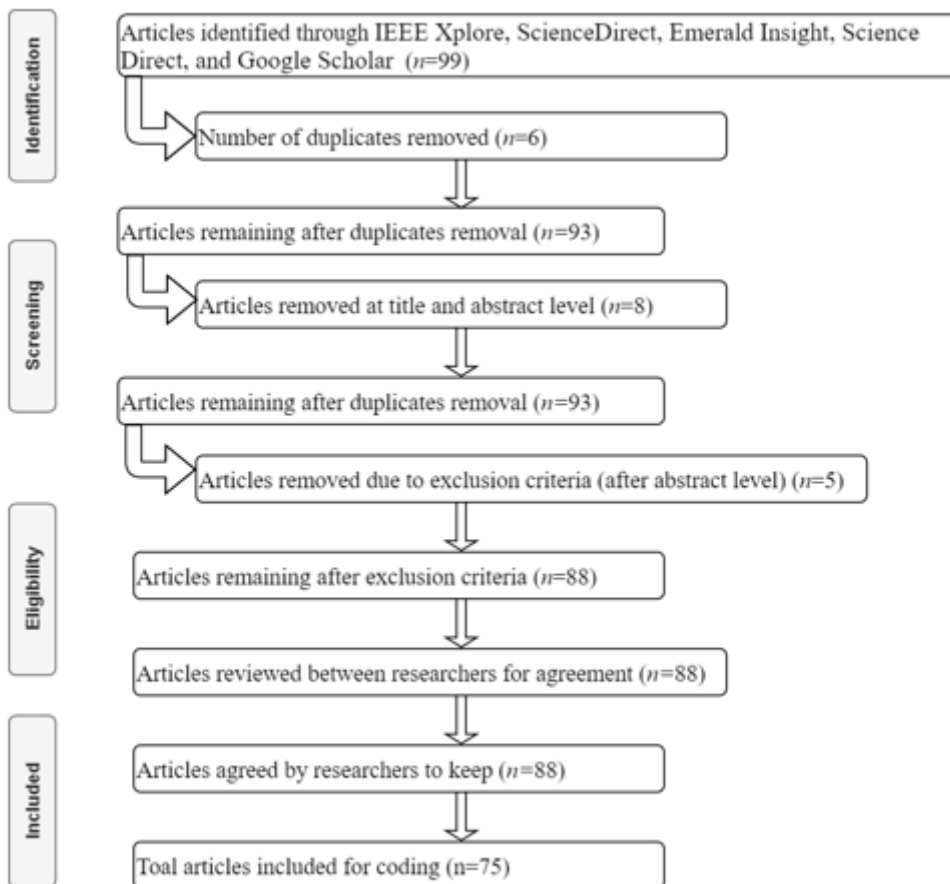 Identification
Articles identified through IEEE Xplore, ScienceDirect, Emerald Insight, Science
Direct, and Google Scholar (n=99)
Number of duplicates removed (n=6)
Screening
Articles remaining after duplicates removal (n=93)
Articles removed at title and abstract level (n=8)
Articles remaining after duplicates removal (n=93)
Articles removed due to exclusion criteria (after abstract level) (n=5)
Eligibility
Articles remaining after exclusion criteria (n=88)
Articles reviewed between researchers for agreement (n=88)
Included
Articles agreed by researchers to keep (n=88)
Toal articles included for coding (n=75)